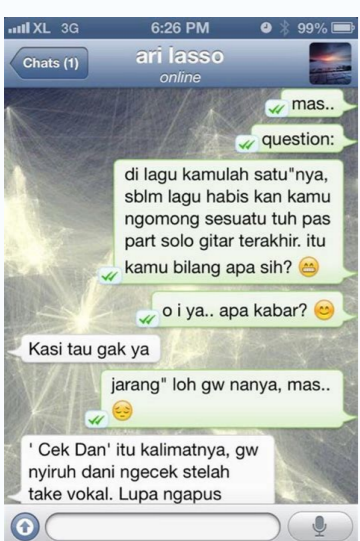 XL 3G 6:26 PM 99%
Chats (1)
ari lasso
online
mas..
question:
di lagu kamulah satu"nya,
sblm lagu habis kan kamu
ngomong sesuatu tuh pas
part solo gitar terakhir. itu
kamu bilang apa sih? 😁
o i ya.. apa kabar? 😊
Kasi tau gak ya
jarang" loh gw nanya, mas..
😔
' Cek Dan' itu kalimatnya, gw
nyiruh dani ngecek stelah
take vokal. Lupa ngapus